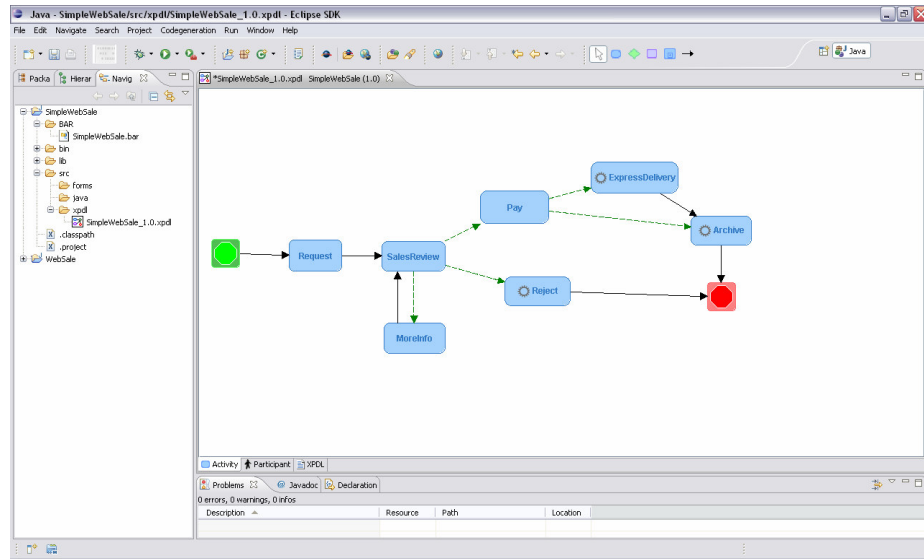 Java - SimpleWebSale/src/xpdl/SimpleWebSale_1.0.xpdl - Eclipse SDK
File Edit Navigate Search Project Codegeneration Run Window Help
Java
Packa Hierar Navig
*SimpleWebSale_1.0.xpdl SimpleWebSale (1.0)
SimpleWebSale
BAR
SimpleWebSale.bar
bin
lib
src
forms
java
xpdl
SimpleWebSale_1.0.xpdl
.classpath
.project
WebSale
ExpressDelivery
Pay
Archive
Request
SalesReview
Reject
MoreInfo
Activity Participant XPDL
Problems Javadoc Declaration
0 errors, 0 warnings, 0 infos
Description Resource Path Location